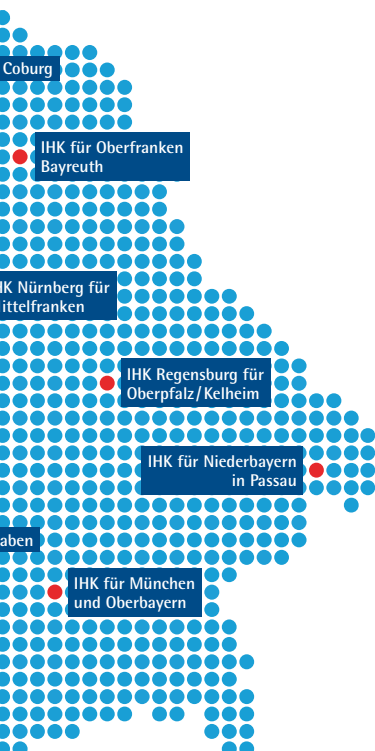 Coburg
IHK für Oberfranken
Bayreuth
HK Nürnberg für
ittelfranken
IHK Regensburg für
Oberpfalz/Kelheim
IHK für Niederbayern
in Passau
aben
IHK für München
und Oberbayern